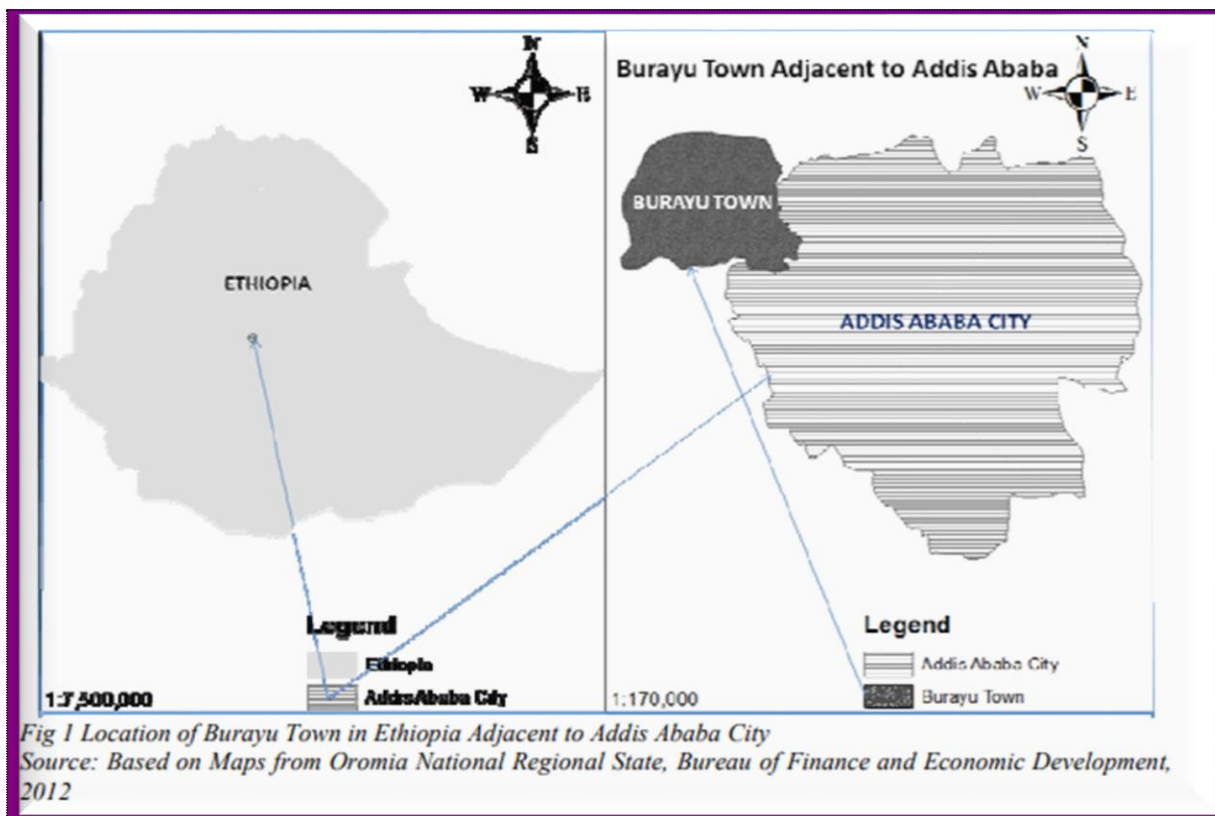 N
W E
S
ETHIOPIA
Legend
Ethiopia
Addis Ababa City
1:7,500,000
Burayu Town Adjacent to Addis Ababa
N
W E
S
BURAYU TOWN
ADDIS ABABA CITY
Legend
Addis Ababa City
Burayu Town
1:170,000
Fig 1 Location of Burayu Town in Ethiopia Adjacent to Addis Ababa City
Source: Based on Maps from Oromia National Regional State, Bureau of Finance and Economic Development,
2012